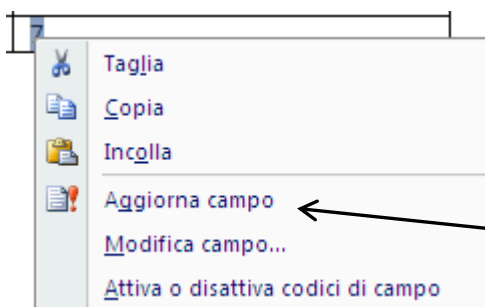 7
Taglia
Copia
Incolla
Aggiorna campo
Modifica campo...
Attiva o disattiva codici di campo